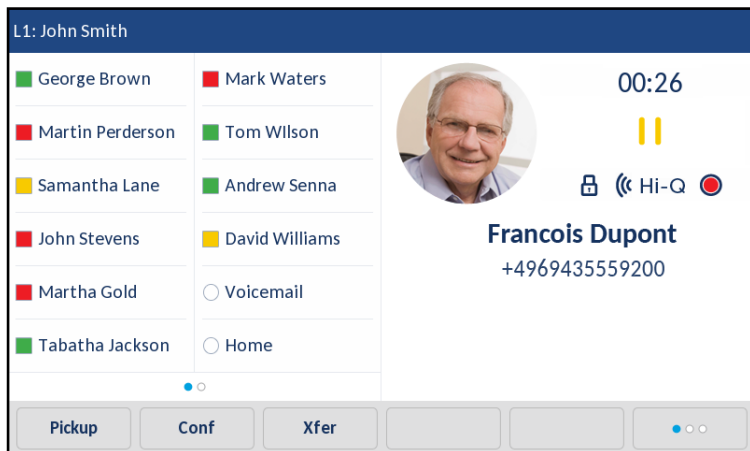 L1: John Smith
George Brown
Mark Waters
Martin Perderson
Tom WIlson
Samantha Lane
Andrew Senna
John Stevens
David Williams
Martha Gold
Voicemail
Tabatha Jackson
Home
00:26
Hi-Q
Francois Dupont
+4969435559200
Pickup
Conf
Xfer